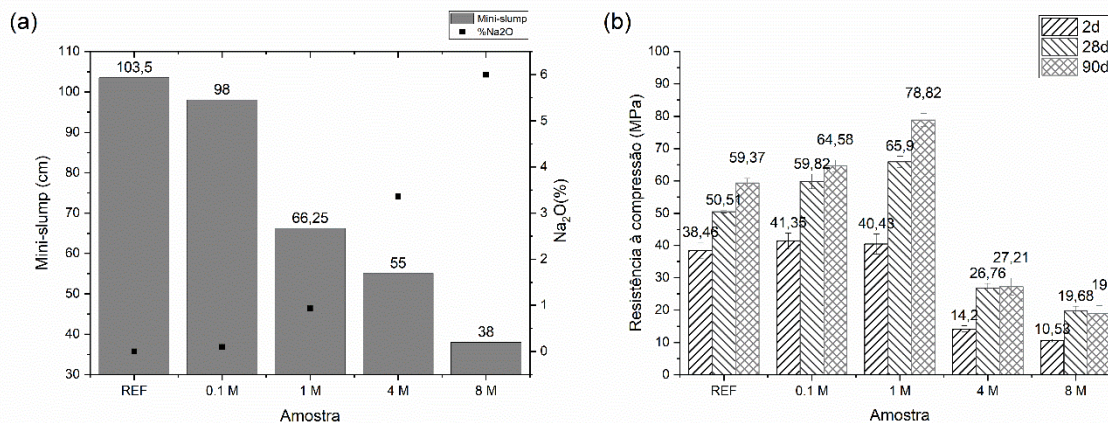 (a)
Mini-slump
%Na2O
Mini-slump (cm)
110
100
90
80
70
60
50
40
30
103,5
98
66,25
55
38
6
5
4
3
2
1
0
Na₂O(%)
REF
0.1 M
1 M
4 M
8 M
Amostra
(b)
2d
28d
90d
Resistência à compressão (MPa)
100
90
80
70
60
50
40
30
20
10
0
38,46
50,51
59,37
41,35
59,82
64,58
40,43
65,9
78,82
14,2
26,76
27,21
10,53
19,68
19
REF
0.1 M
1 M
4 M
8 M
Amostra